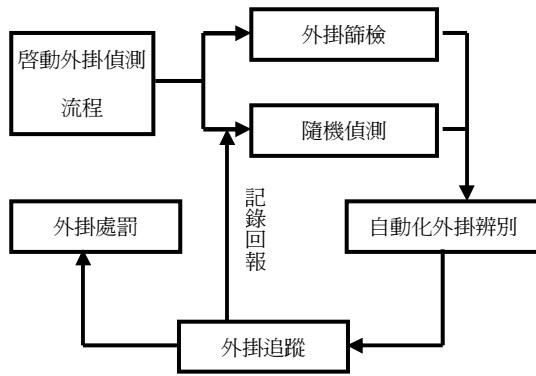 啓動外掛偵測
流程
外掛篩檢
隨機偵測
記錄回報
外掛處罰
自動化外掛辨別
外掛追蹤